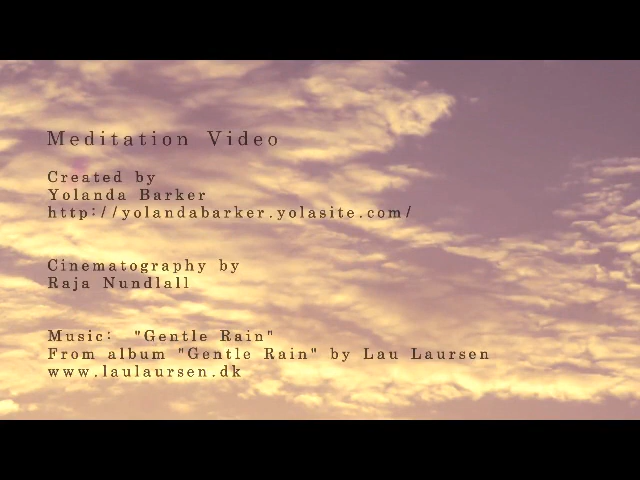 Meditation Video
Created by
Yolanda Barker
http://yolandabarker.yolasite.com/
Cinematography by
Raja Nundlall
Music:  "Gentle Rain"
From album "Gentle Rain" by Lau Laursen
www.laulaursen.dk